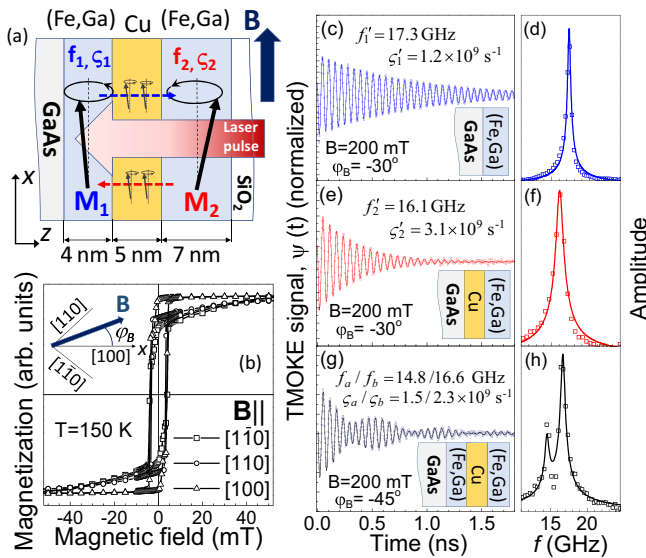 (Fe,Ga) Cu (Fe,Ga)
(a)
B
f₁, ς₁
f₂, ς₂
GaAs
Laser
pulse
SiO₂
x
M₁ M₂
z
4 nm 5 nm 7 nm
Magnetization (arb. units)
[110]
B
φB
[100] x
[11̄0]
(b)
T=150 K
B||
[11̄0]
[110]
[100]
-40 -20 0 20 40
Magnetic field (mT)
TMOKE signal, ψ (t) (normalized)
(c)
f₁′ = 17.3 GHz
ς₁′ = 1.2×10⁹ s⁻¹
B=200 mT
φB= -30°
GaAs
(Fe,Ga)
(d)
(e)
f₂′ = 16.1 GHz
ς₂′ = 3.1×10⁹ s⁻¹
B=200 mT
φB= -30°
GaAs
Cu
(Fe,Ga)
(f)
(g)
fa / fb = 14.8/16.6 GHz
ςa / ςb = 1.5/2.3×10⁹ s⁻¹
B=200 mT
φB= -45°
GaAs
(Fe,Ga)
Cu
(Fe,Ga)
(h)
Amplitude
0.0 0.5 1.0 1.5
Time (ns)
15 20
f (GHz)